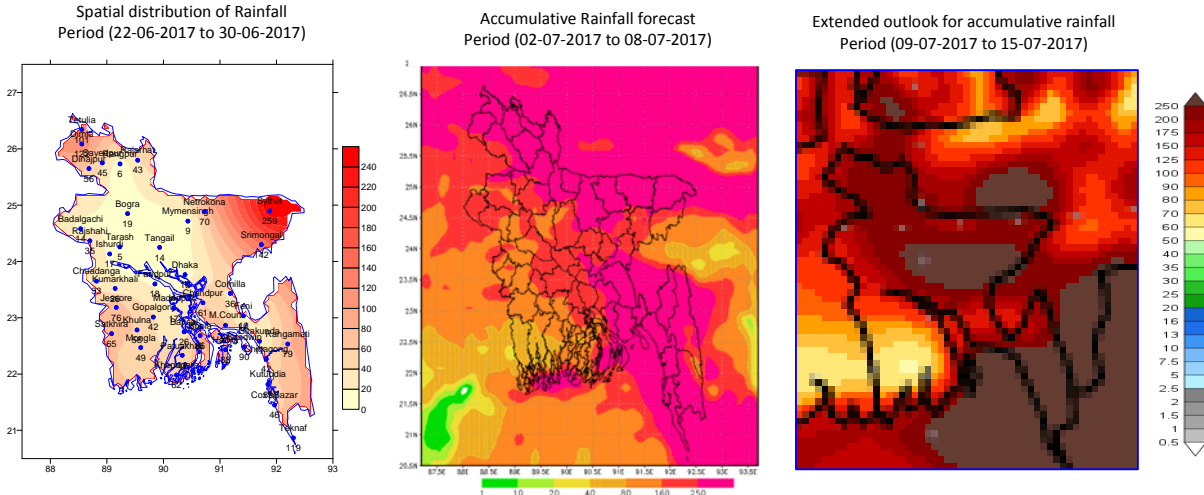 Spatial distribution of Rainfall
Period (22-06-2017 to 30-06-2017)
Accumulative Rainfall forecast
Period (02-07-2017 to 08-07-2017)
Extended outlook for accumulative rainfall
Period (09-07-2017 to 15-07-2017)
27
26
25
24
23
22
21
88
89
90
91
92
93
Tetulia
101
Dimla
Dinajpur
56
45
Rangpur
6
43
Bogra
19
Badalgachi
14
Rajshahi
35
Ishurdi
17
Tarash
5
Tangail
14
Mymensingh
9
Netrokona
70
Sylhet
259
Srimongal
142
Dhaka
Chuadanga
Kumarkhali
Jessore
76
18
Chandpur
61
Comilla
36
Feni
Gopalgonj
42
Khulna
Satkhira
65
Mongla
49
26
M.Court
Rangamati
79
90
Kutubdia
46
Teknaf
119
240
220
200
180
160
140
120
100
80
60
40
20
0
26.5N
26N
25.5N
25N
24.5N
24N
23.5N
23N
22.5N
22N
21.5N
21N
20.5N
87.5E
88E
88.5E
89E
89.5E
90E
90.5E
91E
91.5E
92E
92.5E
93E
93.5E
1
10
20
40
80
160
250
250
200
175
150
125
100
90
80
70
60
50
40
35
30
25
20
16
13
10
7.5
5
2.5
2
1.5
1
0.5